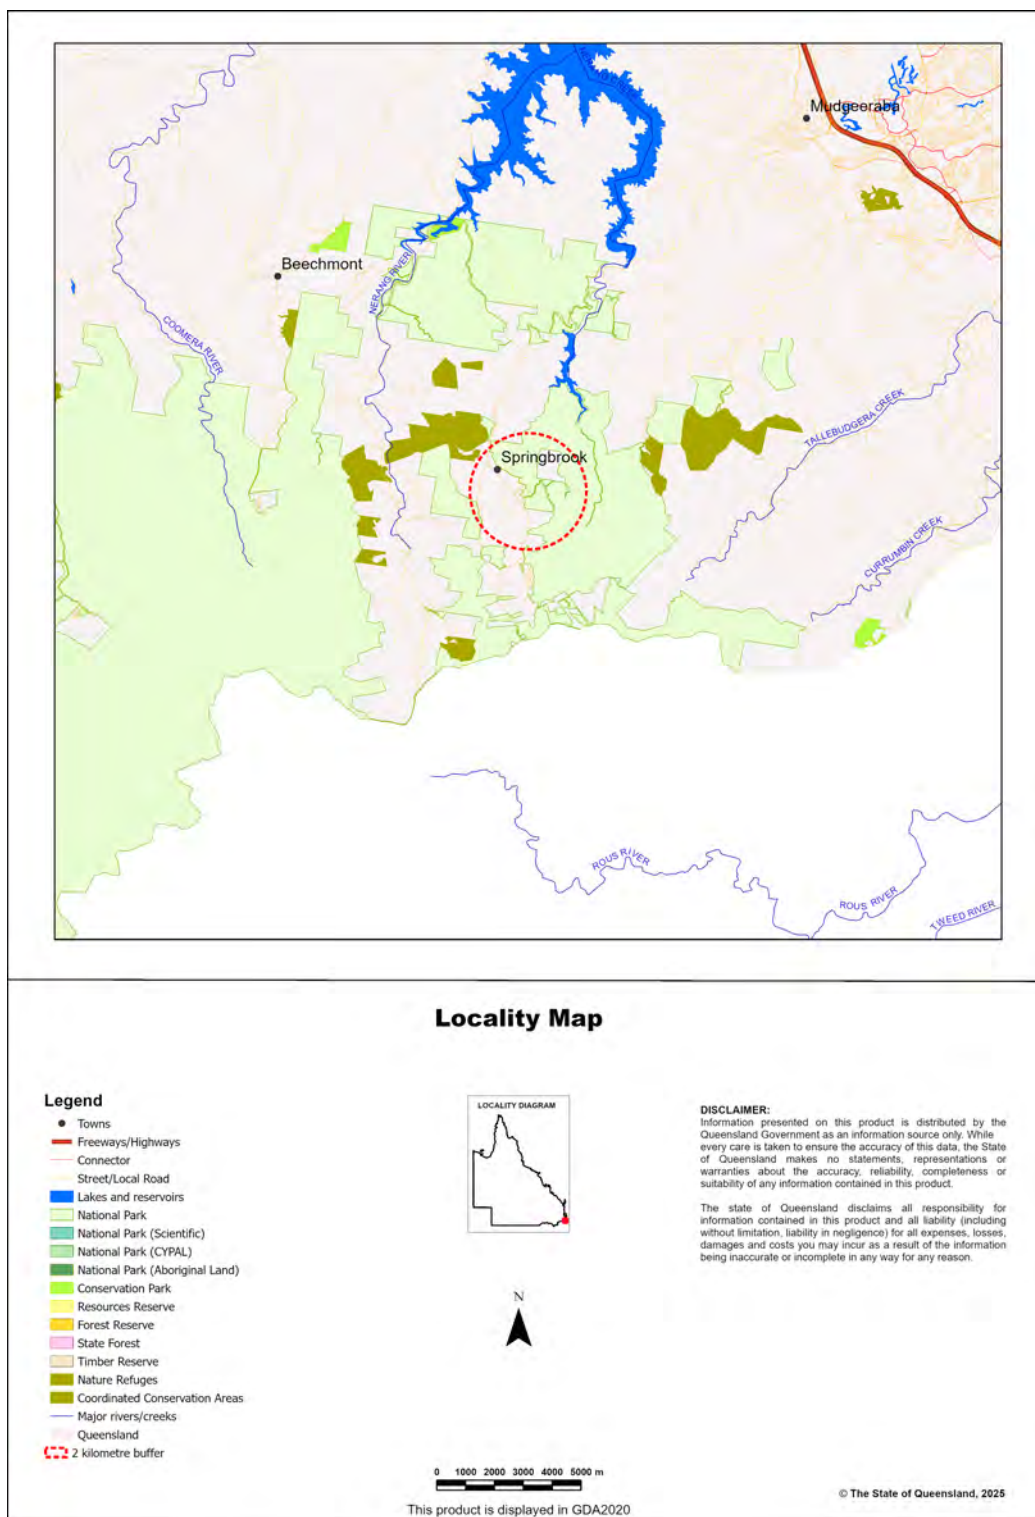 NERANG CREEK
Mudgeeraba
Beechmont
NERANG RIVER
COOMERA RIVER
TALLEBUDGERA CREEK
Springbrook
CURRUMBIN CREEK
ROUS RIVER
ROUS RIVER
TWEED RIVER
Locality Map
Legend
Towns
Freeways/Highways
Connector
Street/Local Road
Lakes and reservoirs
National Park
National Park (Scientific)
National Park (CYPAL)
National Park (Aboriginal Land)
Conservation Park
Resources Reserve
Forest Reserve
State Forest
Timber Reserve
Nature Refuges
Coordinated Conservation Areas
Major rivers/creeks
Queensland
2 kilometre buffer
LOCALITY DIAGRAM
N
0 1000 2000 3000 4000 5000 m
This product is displayed in GDA2020
DISCLAIMER:
Information presented on this product is distributed by the
Queensland Government as an information source only. While
every care is taken to ensure the accuracy of this data, the State
of Queensland makes no statements, representations or
warranties about the accuracy, reliability, completeness or
suitability of any information contained in this product.
The state of Queensland disclaims all responsibility for
information contained in this product and all liability (including
without limitation, liability in negligence) for all expenses, losses,
damages and costs you may incur as a result of the information
being inaccurate or incomplete in any way for any reason.
© The State of Queensland, 2025